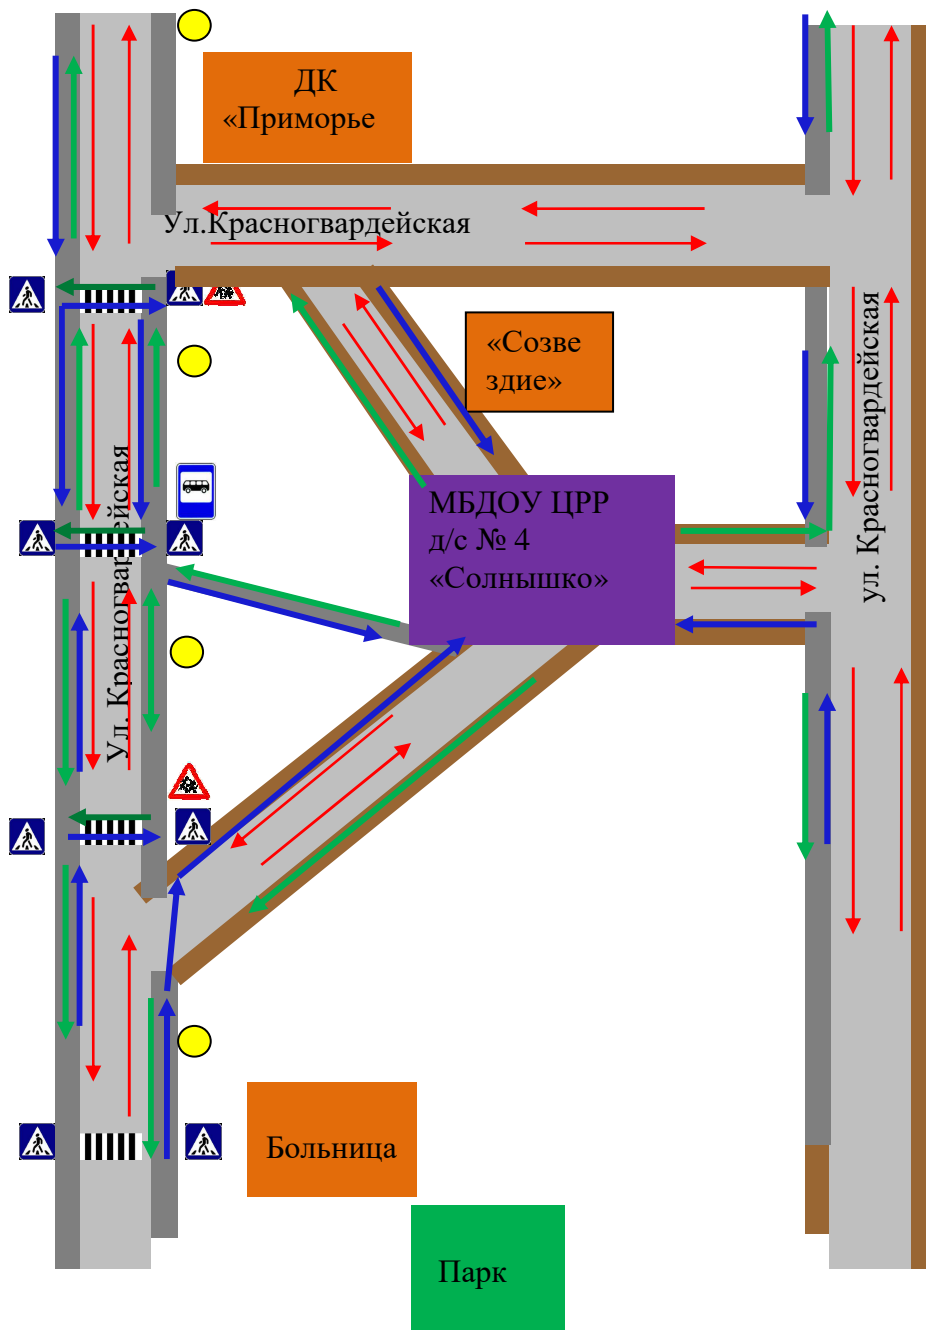 ДК
«Приморье
Ул.Красногвардейская
«Созве
здие»
ул. Красногвардейская
Ул. Красногвардейская
МБДОУ ЦРР
д/с № 4
«Солнышко»
Больница
Парк